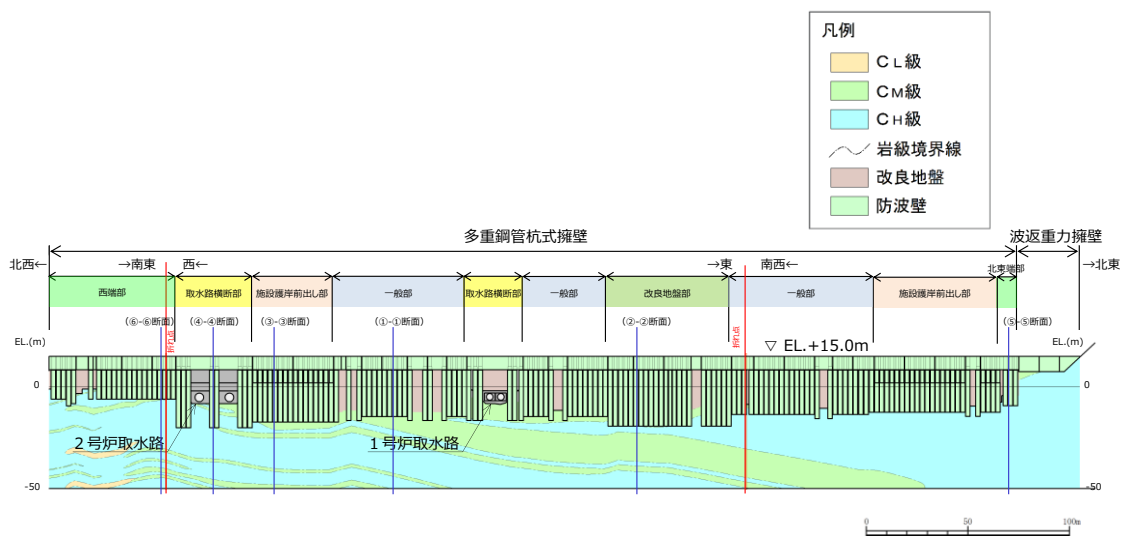 凡例
CL級
CM級
CH級
岩級境界線
改良地盤
防波壁
多重鋼管杭式擁壁
波返重力擁壁
北西←
→南東
西←
→東
南西←
→北東
西端部
取水路横断部
施設護岸前出し部
一般部
取水路横断部
一般部
改良地盤部
一般部
施設護岸前出し部
北東端部
(⑥-⑥断面)
(④-④断面)
(③-③断面)
(①-①断面)
(②-②断面)
(⑤-⑤断面)
折れ点
折れ点
EL.(m)
▽ EL.+15.0m
EL.(m)
0
0
2号炉取水路
1号炉取水路
-50
-50
0
50
100m